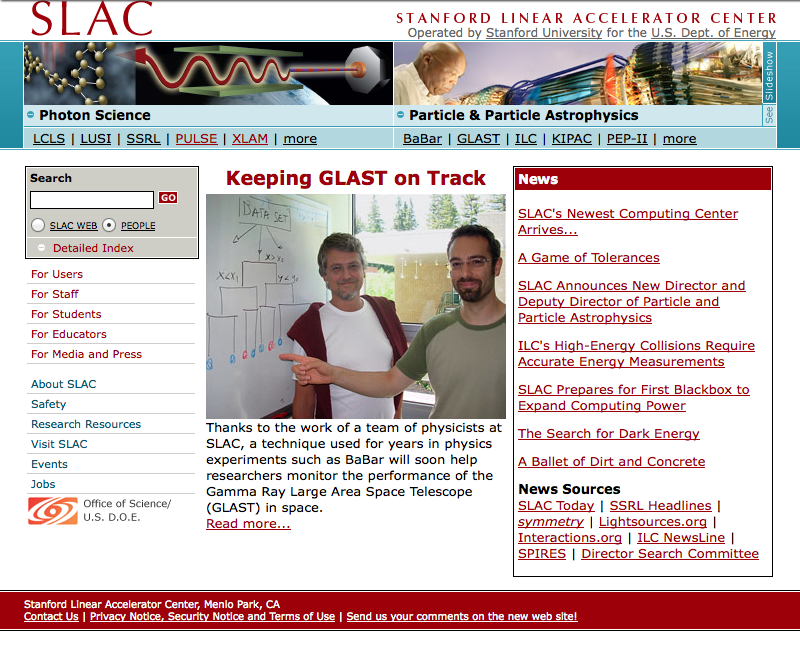 SLAC
STANFORD LINEAR ACCELERATOR CENTER
Operated by Stanford University for the U.S. Dept. of Energy
See Slideshow
Photon Science
Particle & Particle Astrophysics
LCLS | LUSI | SSRL | PULSE | XLAM | more
BaBar | GLAST | ILC | KIPAC | PEP-II | more
Search
GO
SLAC WEB PEOPLE
Detailed Index
For Users
For Staff
For Students
For Educators
For Media and Press
About SLAC
Safety
Research Resources
Visit SLAC
Events
Jobs
Office of Science/
U.S. D.O.E.
Keeping GLAST on Track
DATA SET
X>X₀
X<X₁
Thanks to the work of a team of physicists at
SLAC, a technique used for years in physics
experiments such as BaBar will soon help
researchers monitor the performance of the
Gamma Ray Large Area Space Telescope
(GLAST) in space.
Read more...
News
SLAC's Newest Computing Center
Arrives...
A Game of Tolerances
SLAC Announces New Director and
Deputy Director of Particle and
Particle Astrophysics
ILC's High-Energy Collisions Require
Accurate Energy Measurements
SLAC Prepares for First Blackbox to
Expand Computing Power
The Search for Dark Energy
A Ballet of Dirt and Concrete
News Sources
SLAC Today | SSRL Headlines |
symmetry | Lightsources.org |
Interactions.org | ILC NewsLine |
SPIRES | Director Search Committee
Stanford Linear Accelerator Center, Menlo Park, CA
Contact Us | Privacy Notice, Security Notice and Terms of Use | Send us your comments on the new web site!